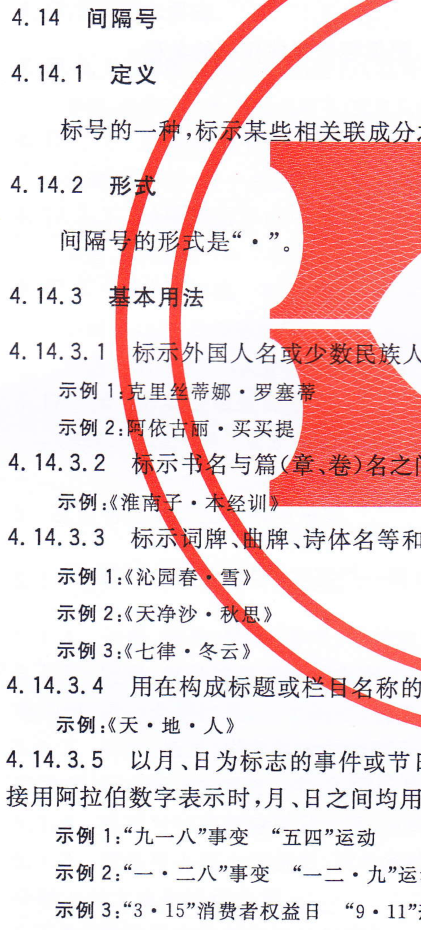 4.14 间隔号
4.14.1 定义
标号的一种,标示某些相关联成分
4.14.2 形式
间隔号的形式是“·”。
4.14.3 基本用法
4.14.3.1 标示外国人名或少数民族人
示例 1:克里丝蒂娜·罗塞蒂
示例 2:阿依古丽·买买提
4.14.3.2 标示书名与篇(章、卷)名之
示例:《淮南子·本经训》
4.14.3.3 标示词牌、曲牌、诗体名等和
示例 1:《沁园春·雪》
示例 2:《天净沙·秋思》
示例 3:《七律·冬云》
4.14.3.4 用在构成标题或栏目名称的
示例:《天·地·人》
4.14.3.5 以月、日为标志的事件或节
接用阿拉伯数字表示时,月、日之间均用
示例 1:“九一八”事变 “五四”运动
示例 2:“一·二八”事变 “一二·九”运
示例 3:“3·15”消费者权益日 “9·11”